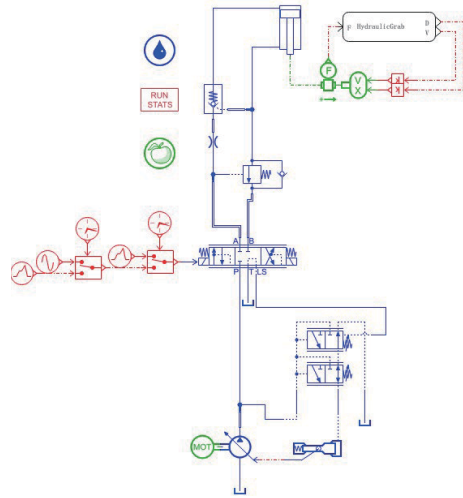 p HydraulicGrab D
V
F
V
X
K K
RUN
STATS
A B
P T LS
MOT
W